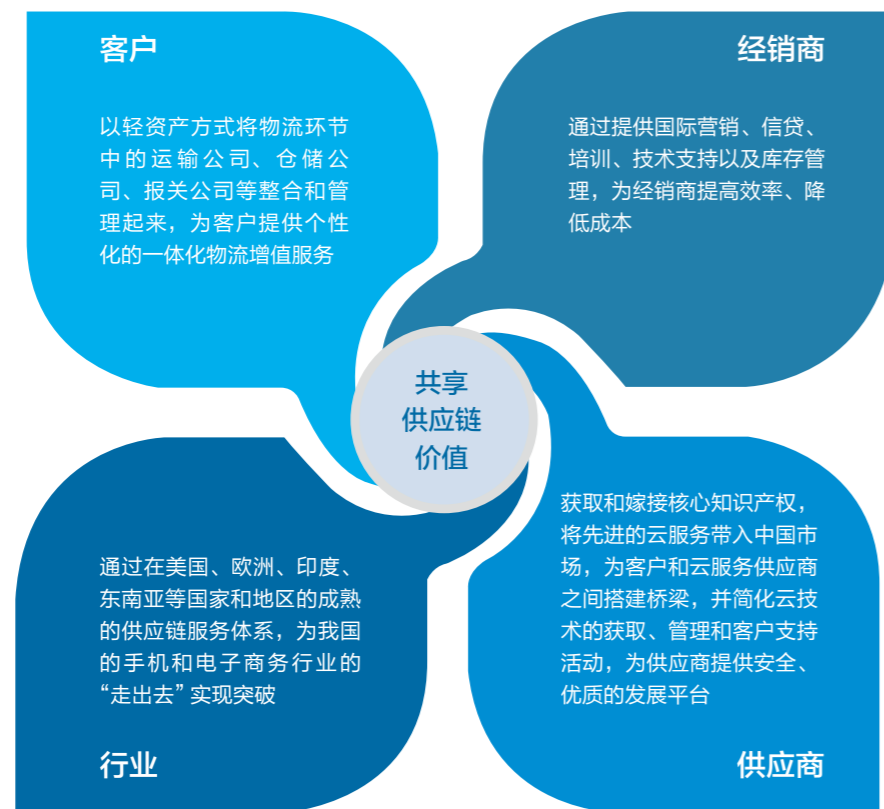 客户
以轻资产方式将物流环节
中的运输公司、仓储公
司、报关公司等整合和管
理起来，为客户提供个性
化的一体化物流增值服务
经销商
通过提供国际营销、信贷、
培训、技术支持以及库存管
理，为经销商提高效率、降
低成本
共享
供应链
价值
通过在美国、欧洲、印度、
东南亚等国家和地区的成熟
的供应链服务体系，为我国
的手机和电子商务行业的
“走出去”实现突破
行业
获取和嫁接核心知识产权，
将先进的云服务带入中国市
场，为客户和云服务供应商
之间搭建桥梁，并简化云技
术的获取、管理和客户支持
活动，为供应商提供安全、
优质的发展平台
供应商